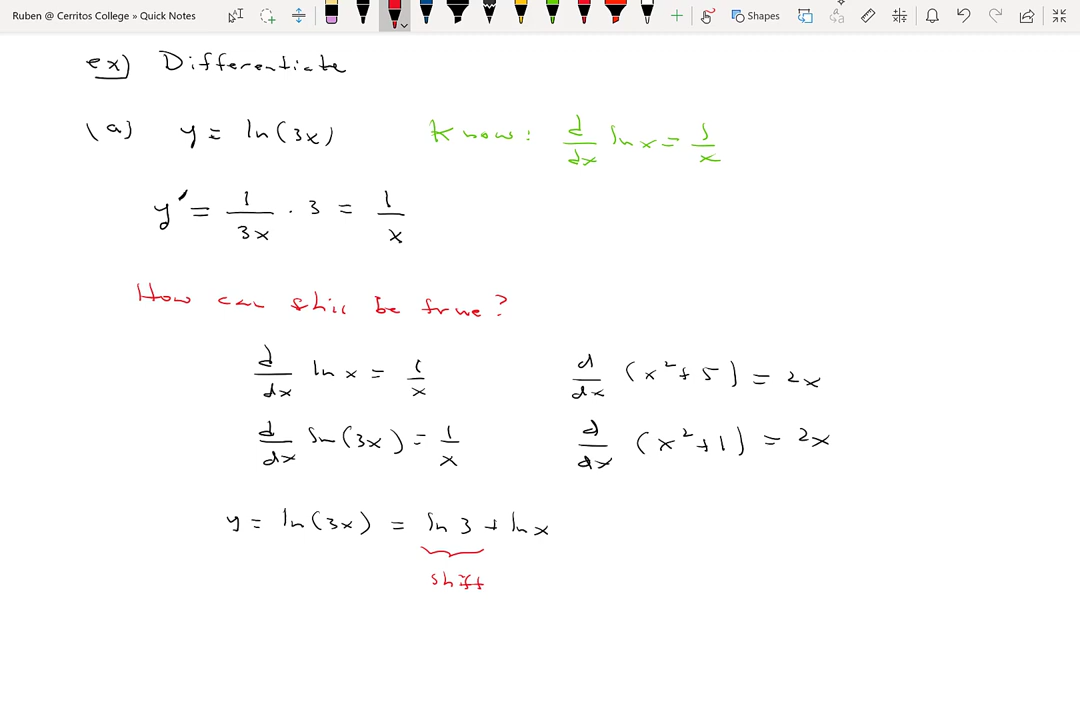 Ruben @ Cerritos College » Quick Notes
Shapes
ex) Differentiate
(a) y = ln(3x) Know: d/dx ln x = 1/x
y' = 1/3x · 3 = 1/x
How can this be true?
d/dx ln x = 1/x d/dx (x² + 5) = 2x
d/dx ln(3x) = 1/x d/dx (x² + 1) = 2x
y = ln(3x) = ln 3 + ln x
shift